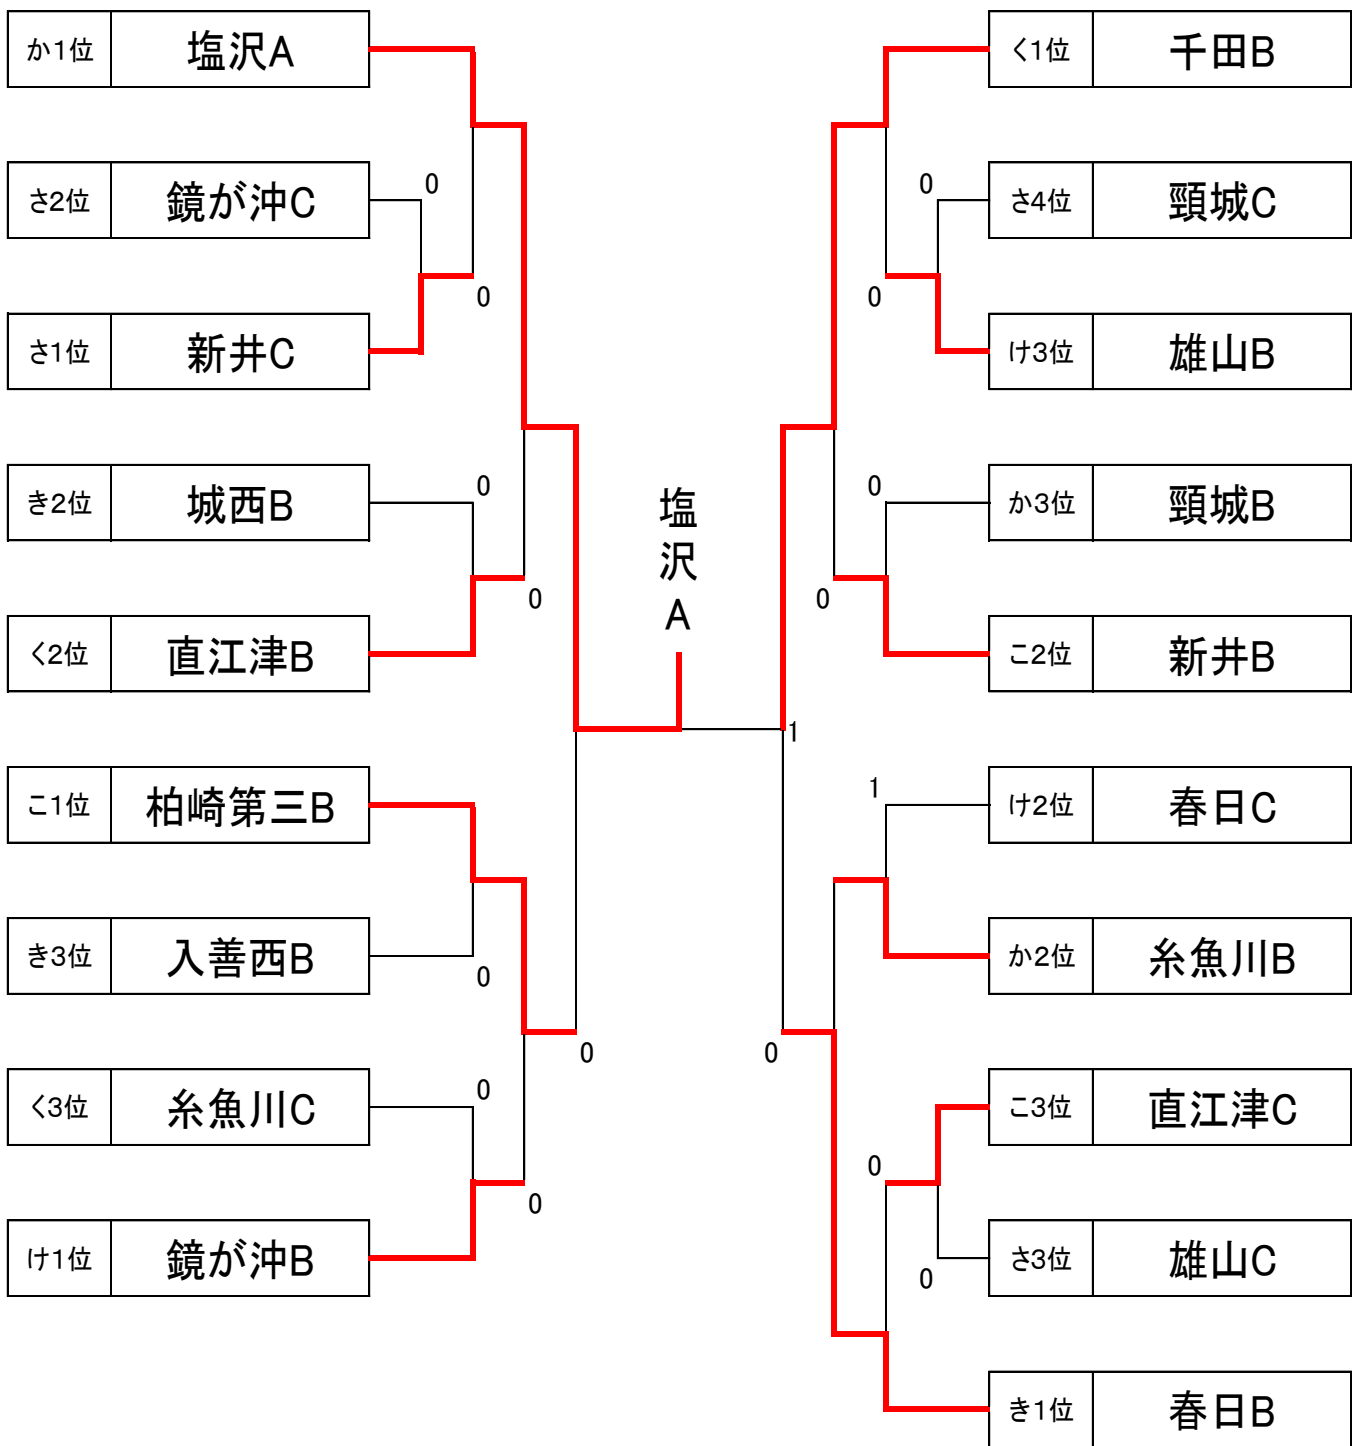 か1位 塩沢A
さ2位 鏡が沖C
さ1位 新井C
き2位 城西B
く2位 直江津B
こ1位 柏崎第三B
き3位 入善西B
く3位 糸魚川C
け1位 鏡が沖B
0
0
0
0
0
0
0
0
塩沢A
1
く1位 千田B
さ4位 頸城C
け3位 雄山B
か3位 頸城B
こ2位 新井B
け2位 春日C
か2位 糸魚川B
こ3位 直江津C
さ3位 雄山C
き1位 春日B
0
0
0
0
1
0
0
0